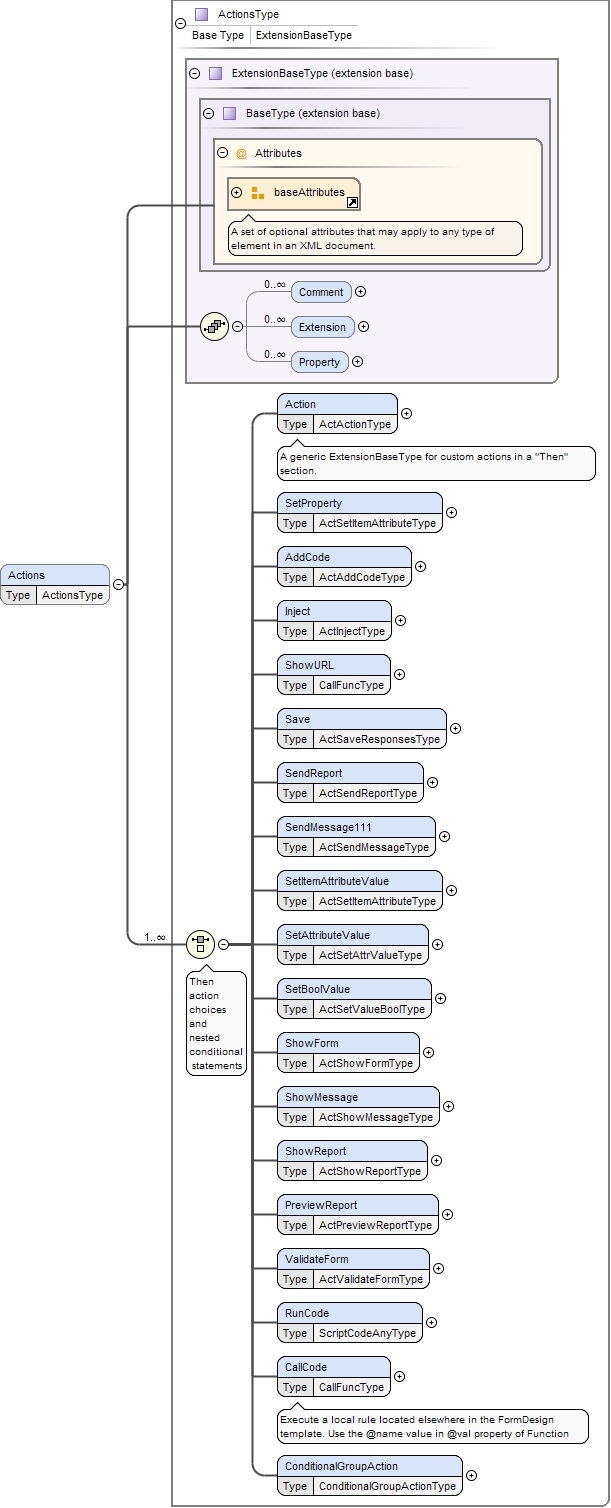 ActionsType
Base Type ExtensionBaseType
ExtensionBaseType (extension base)
BaseType (extension base)
@ Attributes
baseAttributes
A set of optional attributes that may apply to any type of
element in an XML document.
0..∞ Comment
0..∞ Extension
0..∞ Property
Action
Type ActActionType
A generic ExtensionBaseType for custom actions in a "Then"
section.
SetProperty
Type ActSetItemAttributeType
AddCode
Type ActAddCodeType
Actions
Type ActionsType
Inject
Type ActInjectType
ShowURL
Type CallFuncType
Save
Type ActSaveResponsesType
SendReport
Type ActSendReportType
SendMessage111
Type ActSendMessageType
SetItemAttributeValue
Type ActSetItemAttributeType
1..∞
Then
action
choices
and
nested
conditional
statements
SetAttributeValue
Type ActSetAttrValueType
SetBoolValue
Type ActSetValueBoolType
ShowForm
Type ActShowFormType
ShowMessage
Type ActShowMessageType
ShowReport
Type ActShowReportType
PreviewReport
Type ActPreviewReportType
ValidateForm
Type ActValidateFormType
RunCode
Type ScriptCodeAnyType
CallCode
Type CallFuncType
Execute a local rule located elsewhere in the FormDesign
template. Use the @name value in @val property of Function
ConditionalGroupAction
Type ConditionalGroupActionType